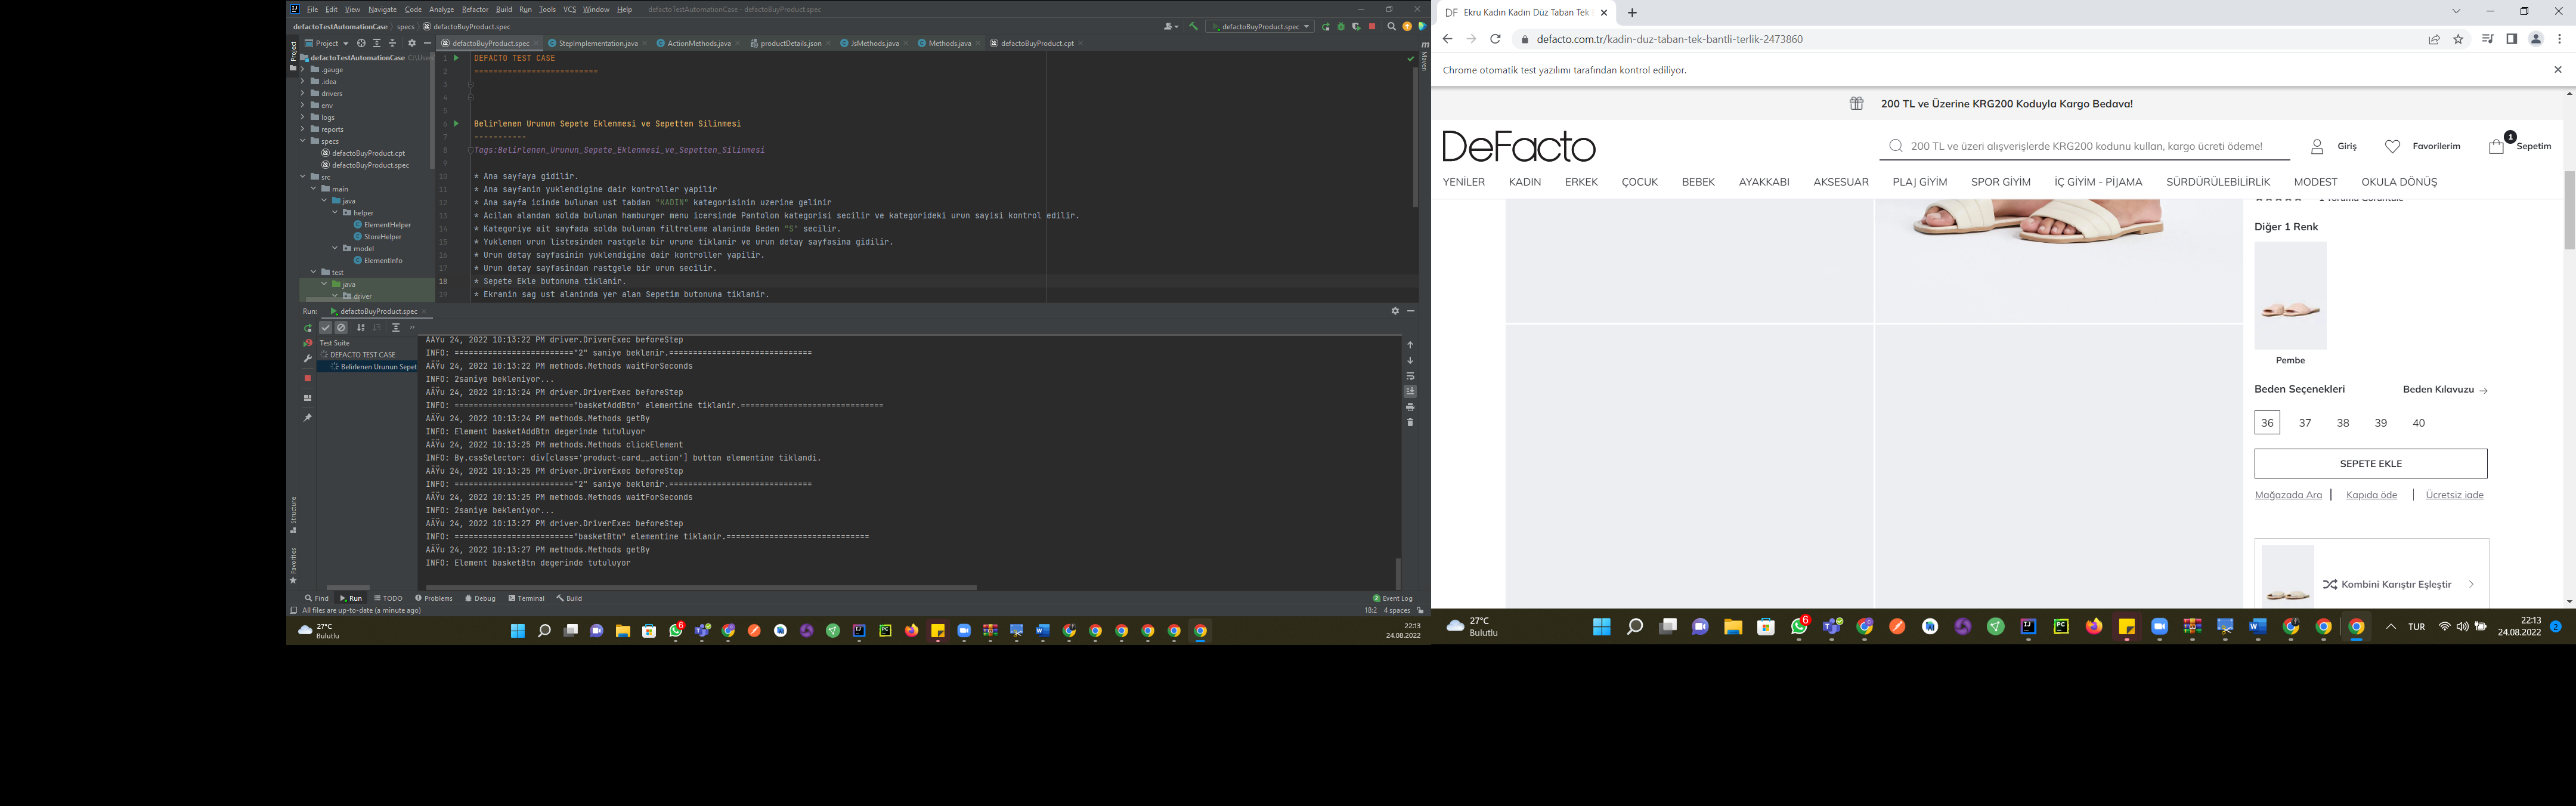 File Edit View Navigate Code Analyze Refactor Build Run Tools VCS Window Help defactoTestAutomationCase - defactoBuyProduct.spec
defactoTestAutomationCase specs defactoBuyProduct.spec
defactoBuyProduct.spec
Project
defactoBuyProduct.spec StepImplementation.java ActionMethods.java productDetails.json JsMethods.java Methods.java defactoBuyProduct.cpt
Project
Maven
defactoTestAutomationCase C:\Users
.gauge
.idea
drivers
env
logs
reports
specs
defactoBuyProduct.cpt
defactoBuyProduct.spec
src
main
java
helper
ElementHelper
StoreHelper
model
ElementInfo
test
java
driver
1 DEFACTO TEST CASE
2 ==========================
3
4
5
6 Belirlenen Urunun Sepete Eklenmesi ve Sepetten Silinmesi
7 -----------
8 Tags:Belirlenen_Urunun_Sepete_Eklenmesi_ve_Sepetten_Silinmesi
9
10 * Ana sayfaya gidilir.
11 * Ana sayfanin yuklendigine dair kontroller yapilir
12 * Ana sayfa icinde bulunan ust tabdan "KADIN" kategorisinin uzerine gelinir
13 * Acilan alandan solda bulunan hamburger menu icersinde Pantolon kategorisi secilir ve kategorideki urun sayisi kontrol edilir.
14 * Kategoriye ait sayfada solda bulunan filtreleme alaninda Beden "S" secilir.
15 * Yuklenen urun listesinden rastgele bir urune tiklanir ve urun detay sayfasina gidilir.
16 * Urun detay sayfasinin yuklendigine dair kontroller yapilir.
17 * Urun detay sayfasindan rastgele bir urun secilir.
18 * Sepete Ekle butonuna tiklanir.
19 * Ekranin sag ust alaninda yer alan Sepetim butonuna tiklanir.
Run: defactoBuyProduct.spec
Test Suite
DEFACTO TEST CASE
Belirlenen Urunun Sepet
AÄŸu 24, 2022 10:13:22 PM driver.DriverExec beforeStep
INFO: ========================="2" saniye beklenir.==============================
AÄŸu 24, 2022 10:13:22 PM methods.Methods waitForSeconds
INFO: 2saniye bekleniyor...
AÄŸu 24, 2022 10:13:24 PM driver.DriverExec beforeStep
INFO: ========================="basketAddBtn" elementine tiklanir.==============================
AÄŸu 24, 2022 10:13:24 PM methods.Methods getBy
INFO: Element basketAddBtn degerinde tutuluyor
AÄŸu 24, 2022 10:13:25 PM methods.Methods clickElement
INFO: By.cssSelector: div[class='product-card__action'] button elementine tiklandi.
AÄŸu 24, 2022 10:13:25 PM driver.DriverExec beforeStep
INFO: ========================="2" saniye beklenir.==============================
AÄŸu 24, 2022 10:13:25 PM methods.Methods waitForSeconds
INFO: 2saniye bekleniyor...
AÄŸu 24, 2022 10:13:27 PM driver.DriverExec beforeStep
INFO: ========================="basketBtn" elementine tiklanir.==============================
AÄŸu 24, 2022 10:13:27 PM methods.Methods getBy
INFO: Element basketBtn degerinde tutuluyor
Structure
Favorites
Find Run TODO Problems Debug Terminal Build
2 Event Log
All files are up-to-date (a minute ago)
18:2 4 spaces
27°C
Bulutlu
6
22:13
24.08.2022
DF Ekru Kadın Kadın Düz Taban Tek
defacto.com.tr/kadin-duz-taban-tek-bantli-terlik-2473860
Chrome otomatik test yazılımı tarafından kontrol ediliyor.
200 TL ve Üzerine KRG200 Koduyla Kargo Bedava!
DeFacto
200 TL ve üzeri alışverişlerde KRG200 kodunu kullan, kargo ücreti ödeme!
Giriş
Favorilerim
1
Sepetim
YENİLER KADIN ERKEK ÇOCUK BEBEK AYAKKABI AKSESUAR PLAJ GİYİM SPOR GİYİM İÇ GİYİM - PİJAMA SÜRDÜRÜLEBİLİRLİK MODEST OKULA DÖNÜŞ
1 Yorumu Görüntüle
Diğer 1 Renk
Pembe
Beden Seçenekleri
Beden Kılavuzu
36 37 38 39 40
SEPETE EKLE
Mağazada Ara Kapıda öde Ücretsiz iade
Kombini Karıştır Eşleştir
27°C
Bulutlu
6
TUR
22:13
24.08.2022
2